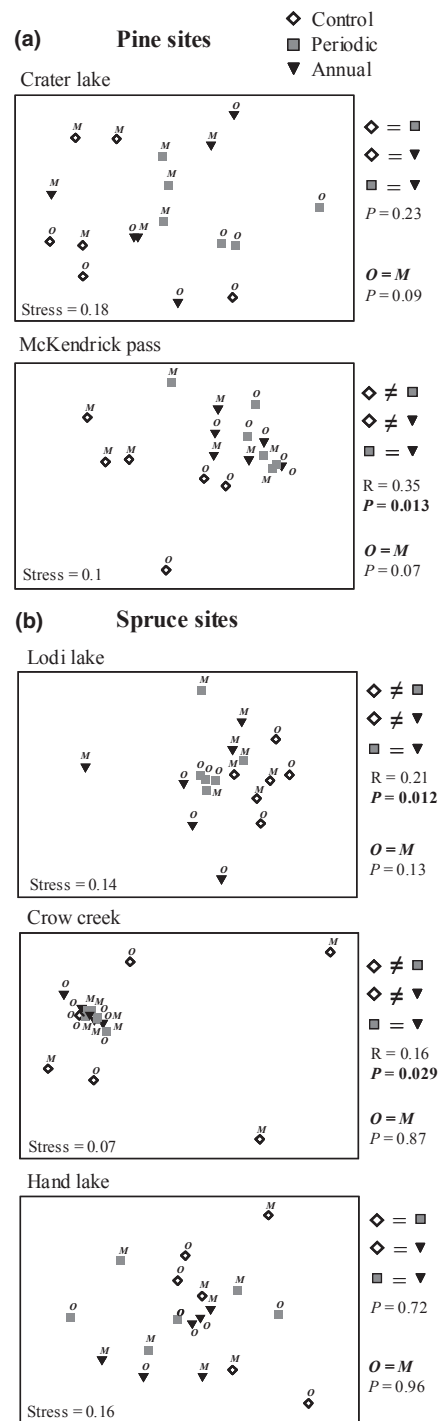 (a) Pine sites
Control
Periodic
Annual
Crater lake
O
M M M
M
M
M
O
M
O M O O
O M
O
O
O
Stress = 0.18
=
=
=
P = 0.23
O = M
P = 0.09
McKendrick pass
M
M O
M
O O O
M M M M M
M O
O O
O
Stress = 0.1
≠
≠
=
R = 0.35
P = 0.013
O = M
P = 0.07
(b) Spruce sites
Lodi lake
M
M
O
M M
M
O O O O M M O
M M
O O
O
Stress = 0.14
≠
≠
=
R = 0.21
P = 0.012
O = M
P = 0.13
Crow creek
O M
O
M M
O O
O O M
M M
O
M O
M
Stress = 0.07
≠
≠
=
R = 0.16
P = 0.029
O = M
P = 0.87
Hand lake
M
O
M
O M
M M
O O O
O O
M M
O M M
O
Stress = 0.16
=
=
=
P = 0.72
O = M
P = 0.96